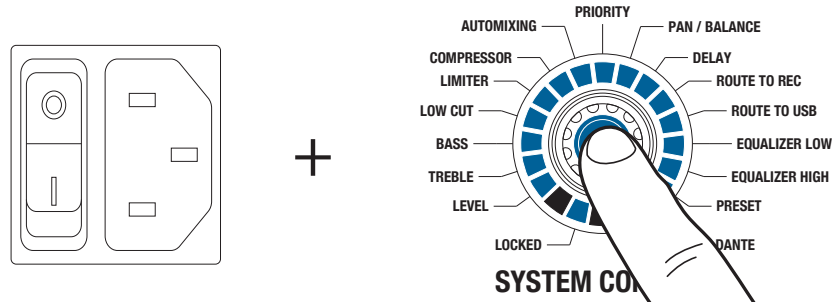 PRIORITY
AUTOMIXING
PAN / BALANCE
COMPRESSOR
DELAY
LIMITER
ROUTE TO REC
LOW CUT
ROUTE TO USB
BASS
EQUALIZER LOW
TREBLE
EQUALIZER HIGH
LEVEL
PRESET
LOCKED
DANTE
SYSTEM